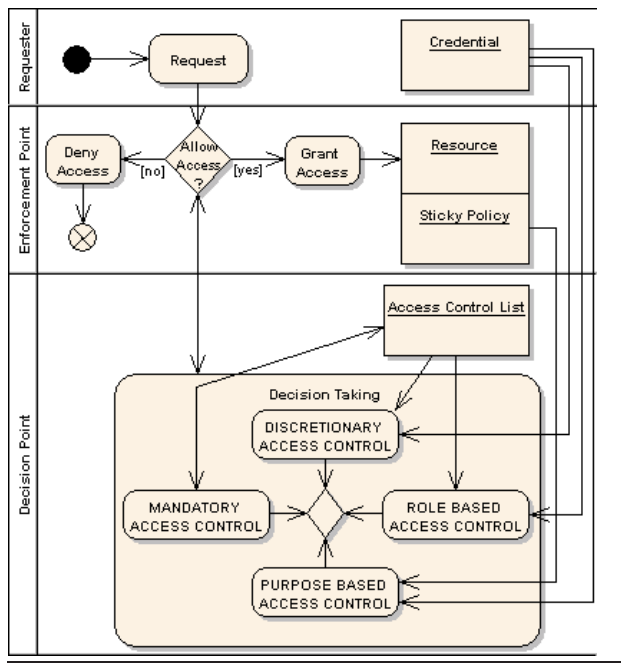 Requester
Request
Credential
Enforcement Point
Deny
Access
[no]
Allow
Access
?
[yes]
Grant
Access
Resource
Sticky Policy
Decision Point
Access Control List
Decision Taking
DISCRETIONARY
ACCESS CONTROL
MANDATORY
ACCESS CONTROL
ROLE BASED
ACCESS CONTROL
PURPOSE BASED
ACCESS CONTROL